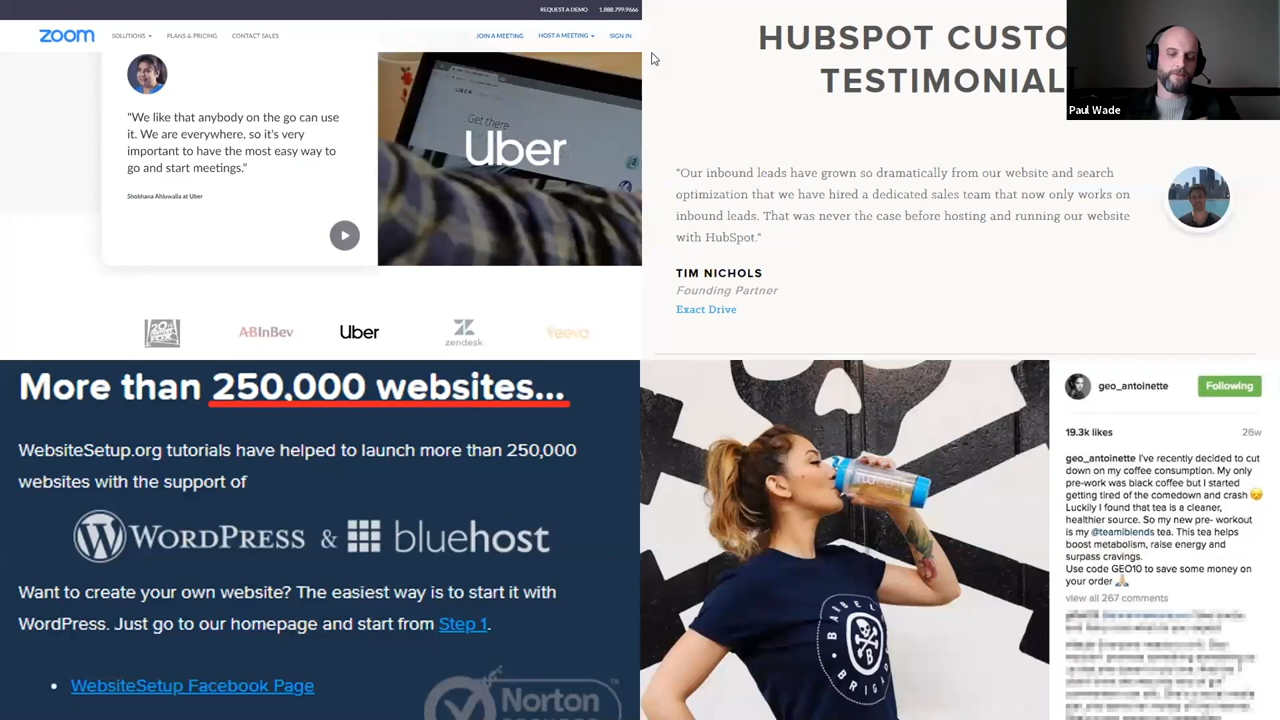 REQUEST A DEMO 1.888.799.9666
zoom SOLUTIONS PLANS & PRICING CONTACT SALES JOIN A MEETING HOST A MEETING SIGN IN
"We like that anybody on the go can use
it. We are everywhere, so it's very
important to have the most easy way to
go and start meetings."
Shobhana Ahluwalia at Uber
UBER
Get there
Uber
20th CENTURY FOX
ABInBev
Uber
zendesk
veeva
HUBSPOT CUSTO
TESTIMONIAL
Paul Wade
"Our inbound leads have grown so dramatically from our website and search
optimization that we have hired a dedicated sales team that now only works on
inbound leads. That was never the case before hosting and running our website
with HubSpot."
TIM NICHOLS
Founding Partner
Exact Drive
More than 250,000 websites...
WebsiteSetup.org tutorials have helped to launch more than 250,000
websites with the support of
WORDPRESS & bluehost
Want to create your own website? The easiest way is to start it with
WordPress. Just go to our homepage and start from Step 1.
WebsiteSetup Facebook Page
Norton
BARBELL
BRIGADE
B
geo_antoinette Following
19.3k likes 26w
geo_antoinette I've recently decided to cut
down on my coffee consumption. My only
pre-work was black coffee but I started
getting tired of the comedown and crash 😞
Luckily I found that tea is a cleaner,
healthier source. So my new pre- workout
is my @teamiblends tea. This tea helps
boost metabolism, raise energy and
surpass cravings.
Use code GEO10 to save some money on
your order 🙏🏼
view all 267 comments